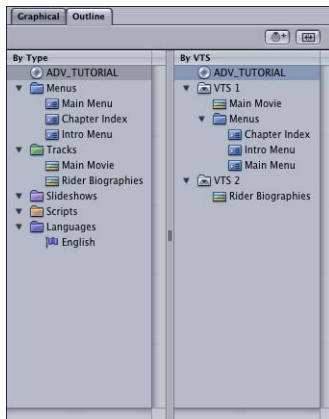 Graphical Outline
By Type
ADV_TUTORIAL
Menus
Main Menu
Chapter Index
Intro Menu
Tracks
Main Movie
Rider Biographies
Slideshows
Scripts
Languages
English
By VTS
ADV_TUTORIAL
VTS 1
Main Movie
Menus
Chapter Index
Intro Menu
Main Menu
VTS 2
Rider Biographies